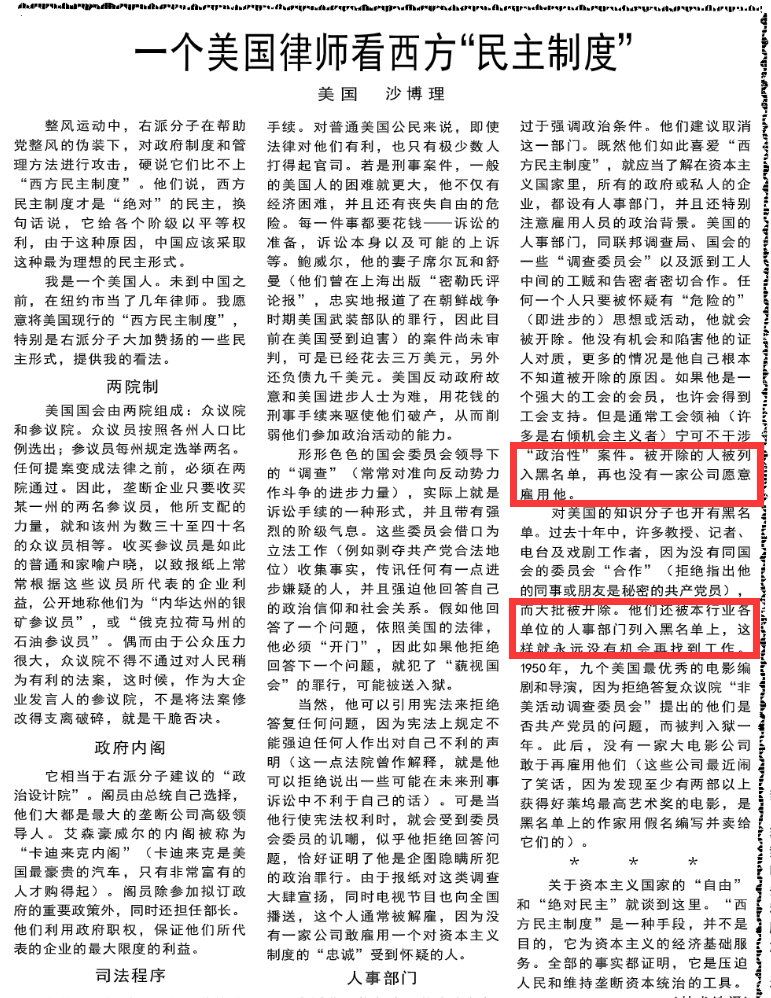 一个美国律师看西方“民主制度”
美国　沙博理
整风运动中，右派分子在帮助
党整风的伪装下，对政府制度和管
理方法进行攻击，硬说它们比不上
“西方民主制度”。他们说，西方
民主制度才是“绝对”的民主，换
句话说，它给各个阶级以平等权
利，由于这种原因，中国应该采取
这种最为理想的民主形式。
我是一个美国人。未到中国之
前，在纽约市当了几年律师。我愿
意将美国现行的“西方民主制度”，
特别是右派分子大加赞扬的一些民
主形式，提供我的看法。
两院制
美国国会由两院组成：众议院
和参议院。众议员按照各州人口比
例选出；参议员每州规定选举两名。
任何提案变成法律之前，必须在两
院通过。因此，垄断企业只要收买
某一州的两名参议员，他所支配的
力量，就和该州为数三十至四十名
的众议员相等。收买参议员是如此
的普通和家喻户晓，以致报纸上常
常根据这些议员所代表的企业利
益，公开地称他们为“内华达州的银
矿参议员”，或“俄克拉荷马州的
石油参议员”。偶而由于公众压力
很大，众议院不得不通过对人民稍
为有利的法案，这时候，作为大企
业发言人的参议院，不是将法案修
改得支离破碎，就是干脆否决。
政府内阁
它相当于右派分子建议的“政
治设计院”。阁员由总统自己选择，
他们大都是最大的垄断公司高级领
导人。艾森豪威尔的内阁被称为
“卡迪来克内阁”（卡迪来克是美
国最豪贵的汽车，只有非常富有的
人才购得起）。阁员除参加拟订政
府的重要政策外，同时还担任部长。
他们利用政府职权，保证他们所代
表的企业的最大限度的利益。
司法程序
手续。对普通美国公民来说，即使
法律对他们有利，也只有极少数人
打得起官司。若是刑事案件，一般
的美国人的困难就更大，他不仅有
经济困难，并且还有丧失自由的危
险。每一件事都要花钱——诉讼的
准备，诉讼本身以及可能的上诉
等。鲍威尔，他的妻子席尔瓦和舒
曼（他们曾在上海出版“密勒氏评
论报”，忠实地报道了在朝鲜战争
时期美国武装部队的罪行，因此目
前在美国受到迫害）的案件尚未审
判，可是已经花去三万美元，另外
还负债九千美元。美国反动政府故
意和美国进步人士为难，用花钱的
刑事手续来驱使他们破产，从而削
弱他们参加政治活动的能力。
形形色色的国会委员会领导下
的“调查”（常常对准向反动势力
作斗争的进步力量），实际上就是
诉讼手续的一种形式，并且带有强
烈的阶级气息。这些委员会借口为
立法工作（例如剥夺共产党合法地
位）收集事实，传讯任何有一点进
步嫌疑的人，并且强迫他回答自己
的政治信仰和社会关系。假如他回
答了一个问题，依照美国的法律，
他必须“开门”，因此如果他拒绝
回答下一个问题，就犯了“藐视国
会”的罪行，可能被送入狱。
当然，他可以引用宪法来拒绝
答复任何问题，因为宪法上规定不
能强迫任何人作出对自己不利的声
明（这一点法院曾作解释，就是他
可以拒绝说出一些可能在未来刑事
诉讼中不利于自己的话）。可是当
他行使宪法权利时，就会受到委员
会委员的讥嘲，似乎他拒绝回答问
题，恰好证明了他是企图隐瞒所犯
的政治罪行。由于报纸对这类调查
大肆宣扬，同时电视节目也向全国
播送，这个人通常被解雇，因为没
有一家公司敢雇用一个对资本主义
制度的“忠诚”受到怀疑的人。
人事部门
过于强调政治条件。他们建议取消
这一部门。既然他们如此喜爱“西
方民主制度”，就应当了解在资本主
义国家里，所有的政府或私人的企
业，都设有人事部门，并且还特别
注意雇用人员的政治背景。美国的
人事部门，同联邦调查局、国会的
一些“调查委员会”以及派到工人
中间的工贼和告密者密切合作。任
何一个人只要被怀疑有“危险的”
（即进步的）思想或活动，他就会
被开除。他没有机会和陷害他的证
人对质，更多的情况是他自己根本
不知道被开除的原因。如果他是一
个强大的工会的会员，也许会得到
工会支持。但是通常工会领袖（许
多是右倾机会主义者）宁可不干涉
“政治性”案件。被开除的人被列
入黑名单，再也没有一家公司愿意
雇用他。
对美国的知识分子也开有黑名
单。过去十年中，许多教授、记者、
电台及戏剧工作者，因为没有同国
会的委员会“合作”（拒绝指出他
的同事或朋友是秘密的共产党员），
而大批被开除。他们还被本行业各
单位的人事部门列入黑名单上，这
样就永远没有机会再找到工作。
1950年，九个美国最优秀的电影编
剧和导演，因为拒绝答复众议院“非
美活动调查委员会”提出的他们是
否共产党员的问题，而被判入狱一
年。此后，没有一家大电影公司
敢于再雇用他们（这些公司最近闹
了笑话，因为发现至少有两部以上
获得好莱坞最高艺术奖的电影，是
黑名单上的作家用假名编写并卖给
它们的）。
* * *
关于资本主义国家的“自由”
和“绝对民主”就谈到这里。“西
方民主制度”是一种手段，并不是
目的，它为资本主义的经济基础服
务。全部的事实都证明，它是压迫
人民和维持垄断资本统治的工具。